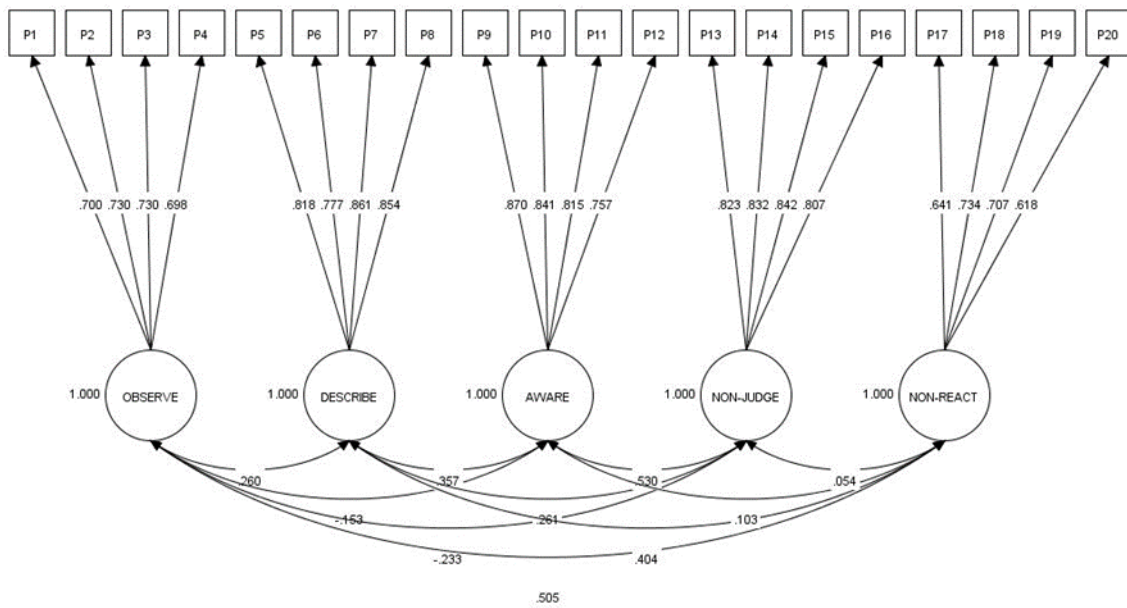 P1 P2 P3 P4 P5 P6 P7 P8 P9 P10 P11 P12 P13 P14 P15 P16 P17 P18 P19 P20
.700 .730 .730 .698 .818 .777 .861 .854 .870 .841 .815 .757 .823 .832 .842 .807 .641 .734 .707 .618
1.000 OBSERVE 1.000 DESCRIBE 1.000 AWARE 1.000 NON-JUDGE 1.000 NON-REACT
.260 .357 .530 .054
-.153 .261 .103
-.233 .404
.505